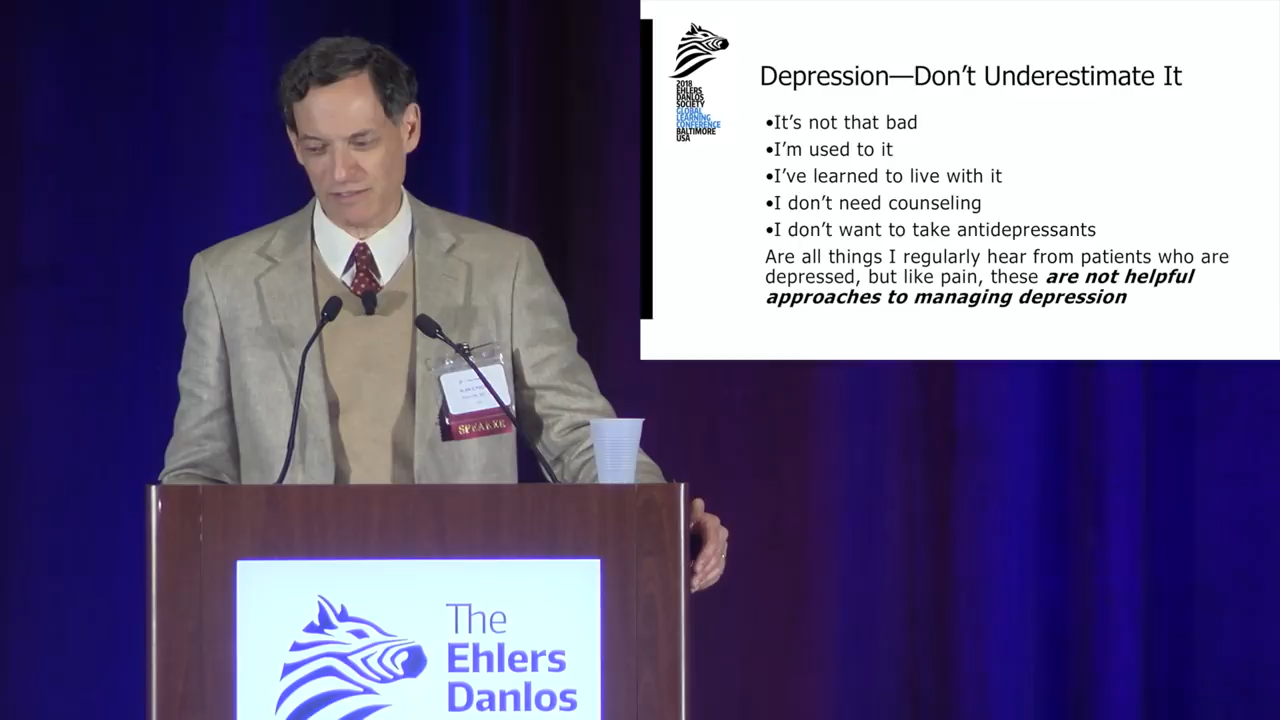 2018
EHLERS
DANLOS
SOCIETY
GLOBAL
LEARNING
CONFERENCE
BALTIMORE
USA
Depression—Don't Underestimate It
•It's not that bad
•I'm used to it
•I've learned to live with it
•I don't need counseling
•I don't want to take antidepressants
Are all things I regularly hear from patients who are
depressed, but like pain, these are not helpful
approaches to managing depression
SPEAKE
The
Ehlers
Danlos